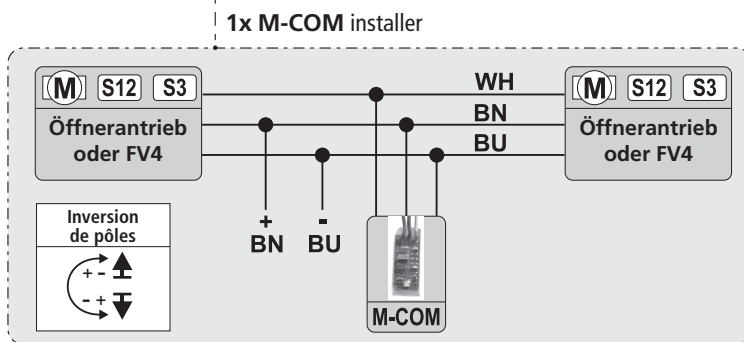 1x M-COM installer
M S12 S3
Öffnerantrieb
oder FV4
WH
BN
BU
M S12 S3
Öffnerantrieb
oder FV4
+
BN
-
BU
M-COM
Inversion
de pôles
+ -
- +